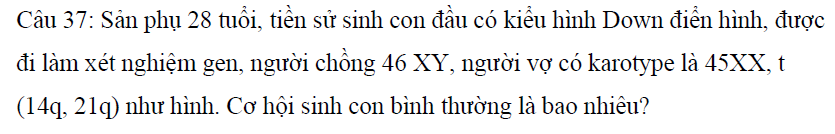 Câu 37: Sản phụ 28 tuổi, tiền sử sinh con đầu có kiểu hình Down điển hình, được
đi làm xét nghiệm gen, người chồng 46 XY, người vợ có karotype là 45XX, t
(14q, 21q) như hình. Cơ hội sinh con bình thường là bao nhiêu?